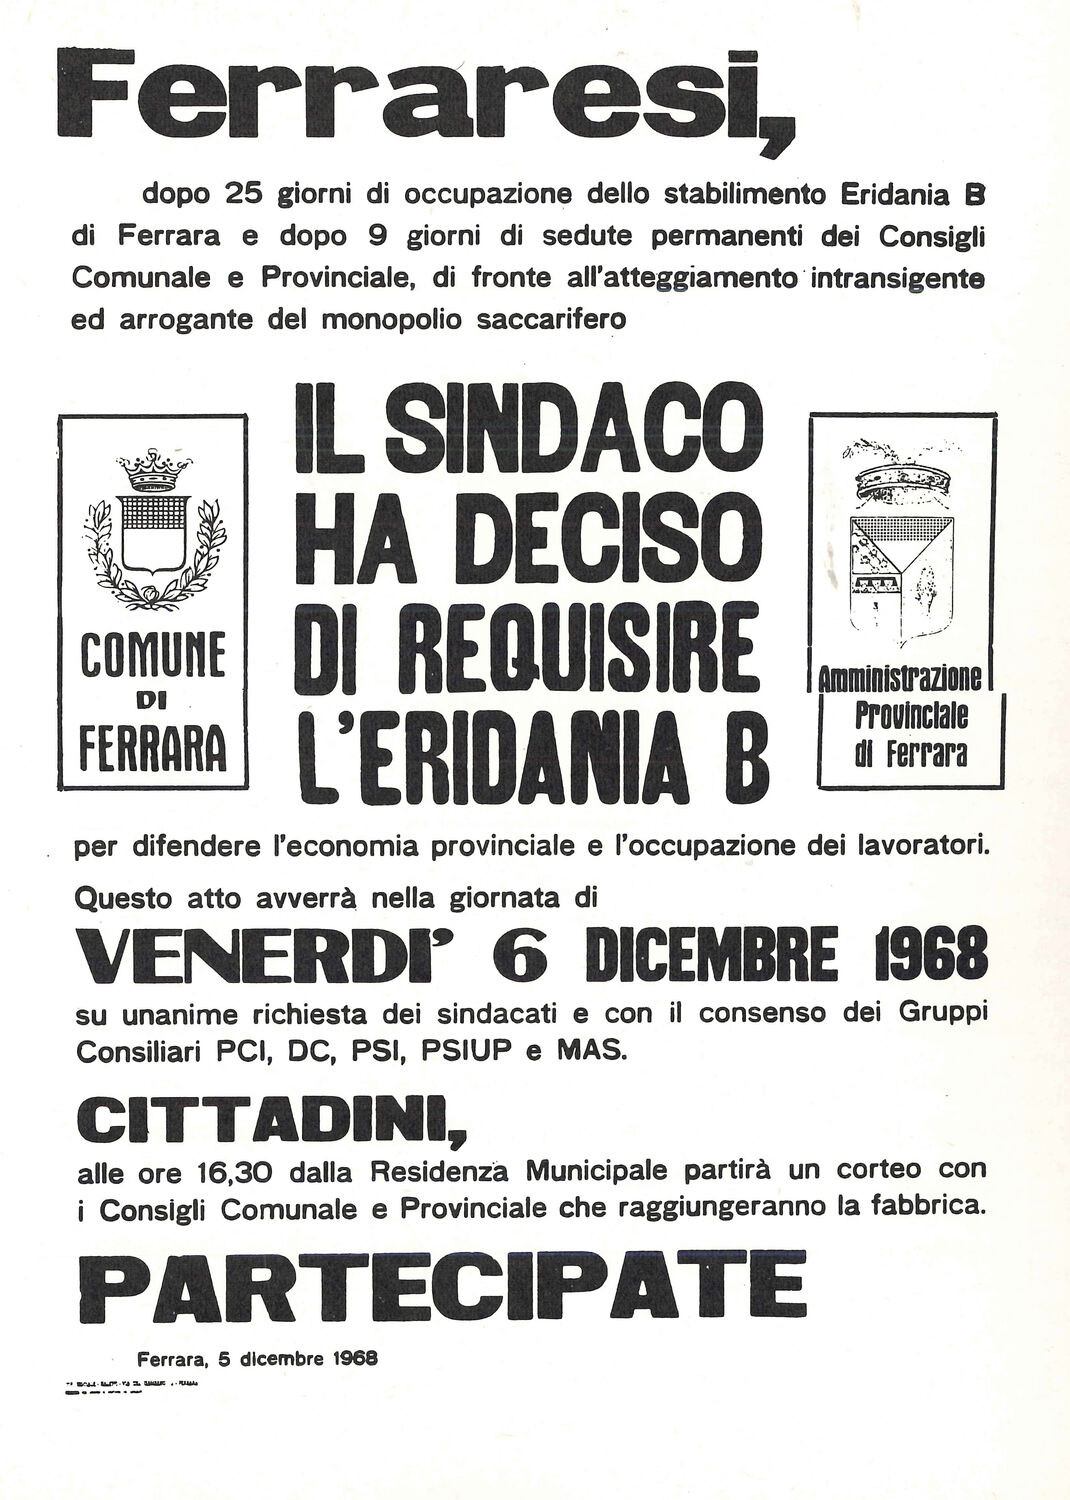 Ferraresi,
dopo 25 giorni di occupazione dello stabilimento Eridania B
di Ferrara e dopo 9 giorni di sedute permanenti dei Consigli
Comunale e Provinciale, di fronte all'atteggiamento intransigente
ed arrogante del monopolio saccarifero
IL SINDACO
HA DECISO
DI REQUISIRE
L'ERIDANIA B
COMUNE
DI
FERRARA
Amministrazione
Provinciale
di Ferrara
per difendere l'economia provinciale e l'occupazione dei lavoratori.
Questo atto avverrà nella giornata di
VENERDI' 6 DICEMBRE 1968
su unanime richiesta dei sindacati e con il consenso dei Gruppi
Consiliari PCI, DC, PSI, PSIUP e MAS.
CITTADINI,
alle ore 16,30 dalla Residenza Municipale partirà un corteo con
i Consigli Comunale e Provinciale che raggiungeranno la fabbrica.
PARTECIPATE
Ferrara, 5 dicembre 1968